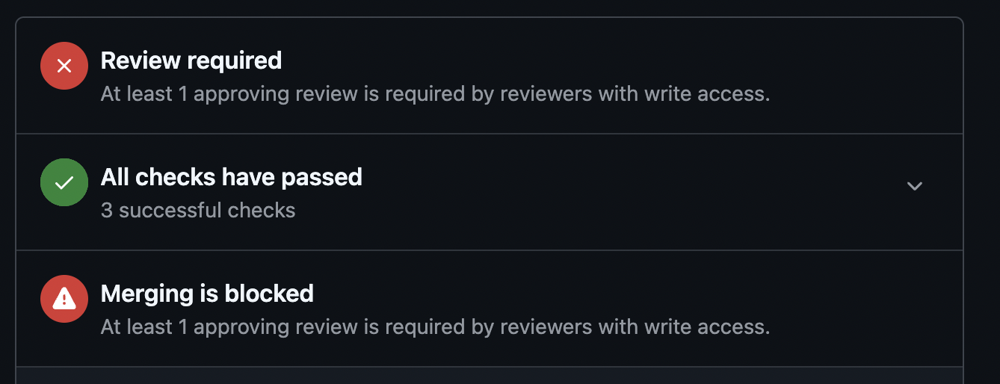 Review required
At least 1 approving review is required by reviewers with write access.
All checks have passed
3 successful checks
Merging is blocked
At least 1 approving review is required by reviewers with write access.